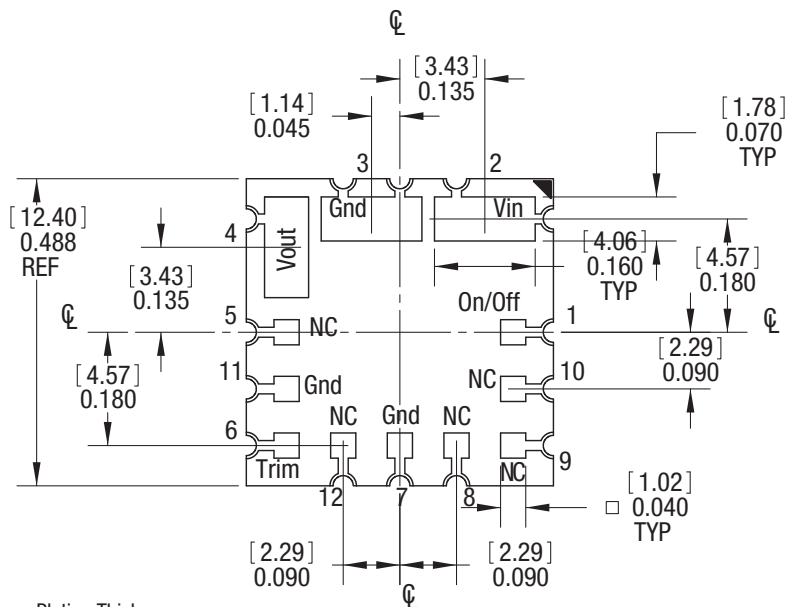 ℄
[3.43]
0.135
[1.14]
0.045
[1.78]
0.070
TYP
3
2
Gnd
Vin
[12.40]
0.488
REF
4
Vout
[4.06]
0.160
TYP
[4.57]
0.180
[3.43]
0.135
On/Off
℄
5
NC
1
℄
[2.29]
0.090
[4.57]
0.180
11
Gnd
NC
10
NC
Gnd
NC
6
Trim
NC
9
12
7
8
[1.02]
□ 0.040
TYP
[2.29]
0.090
[2.29]
0.090
℄